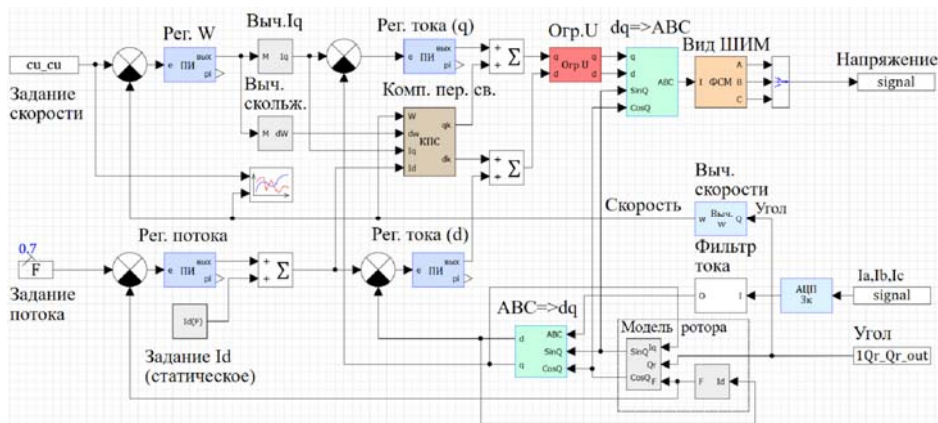 Рег. W
Выч.Iq
Рег. тока (q)
Огр.U
dq=>ABC
Вид ШИМ
Напряжение
signal
cu_cu
Задание
скорости
е ПИ вых pi
M Iq
е ПИ вых pi
+
+
Σ
q
d
Огр U
q
d
q
d
SinQ
CosQ
ABC
I ФСМ A B C
Выч.
скольж.
M dW
Комп. пер. св.
W
dw
Iq
Id
КПС
qk
dk
+
+
Σ
Скорость
Выч.
скорости
w Выч. w Q
Угол
0.7
F
Задание
потока
Рег. потока
е ПИ вых pi
+
+
Σ
Id(F)
Задание Id
(статическое)
Рег. тока (d)
е ПИ вых pi
Фильтр
тока
O I
АЦП
3к
Ia,Ib,Ic
signal
ABC=>dq
d
q
ABC
SinQ
CosQ
Модель ротора
SinQ
CosQ
Iq
Qr
F
F Id
Угол
1Qr_Qr_out